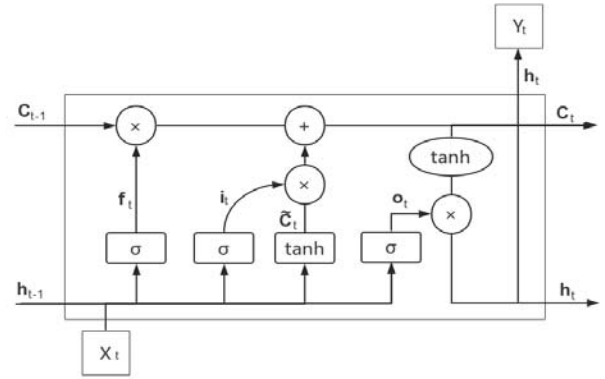 Yₜ
hₜ
Cₜ₋₁
×
+
Cₜ
tanh
fₜ
iₜ
×
C̃ₜ
oₜ
×
σ
σ
tanh
σ
hₜ₋₁
hₜ
Xₜ